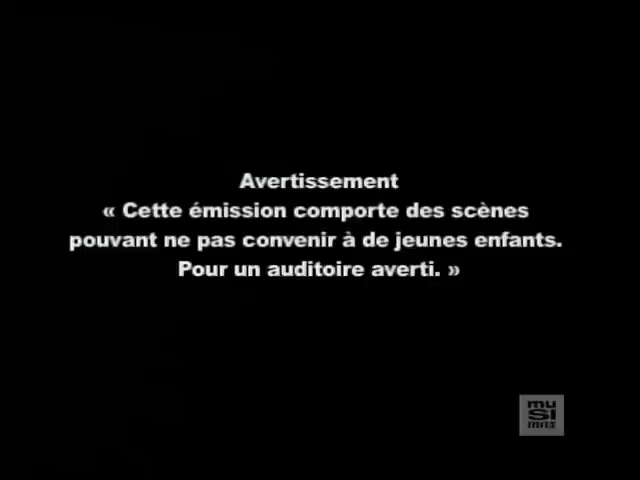 Avertissement
« Cette émission comporte des scènes
pouvant ne pas convenir à de jeunes enfants.
Pour un auditoire averti. »
mu
si